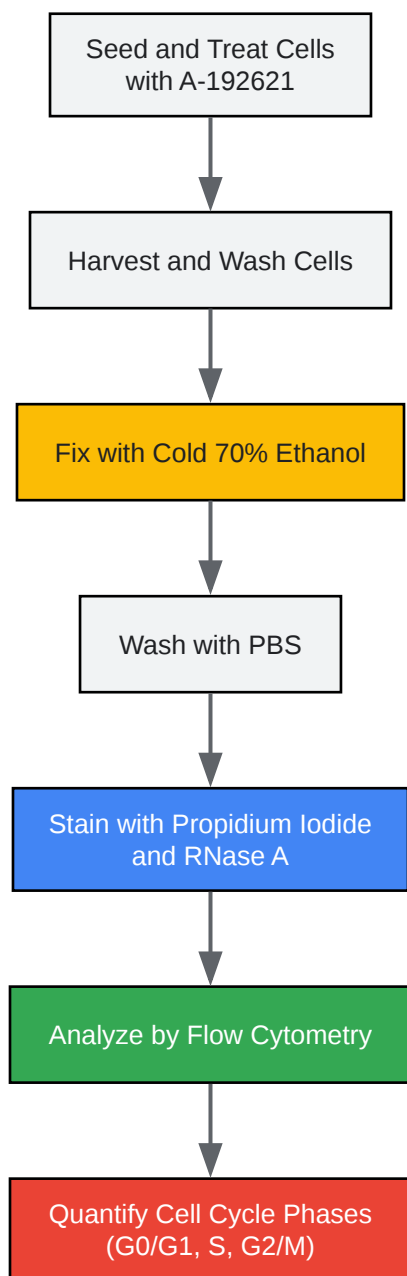 Seed and Treat Cells
with A-192621
Harvest and Wash Cells
Fix with Cold 70% Ethanol
Wash with PBS
Stain with Propidium Iodide
and RNase A
Analyze by Flow Cytometry
Quantify Cell Cycle Phases
(G0/G1, S, G2/M)